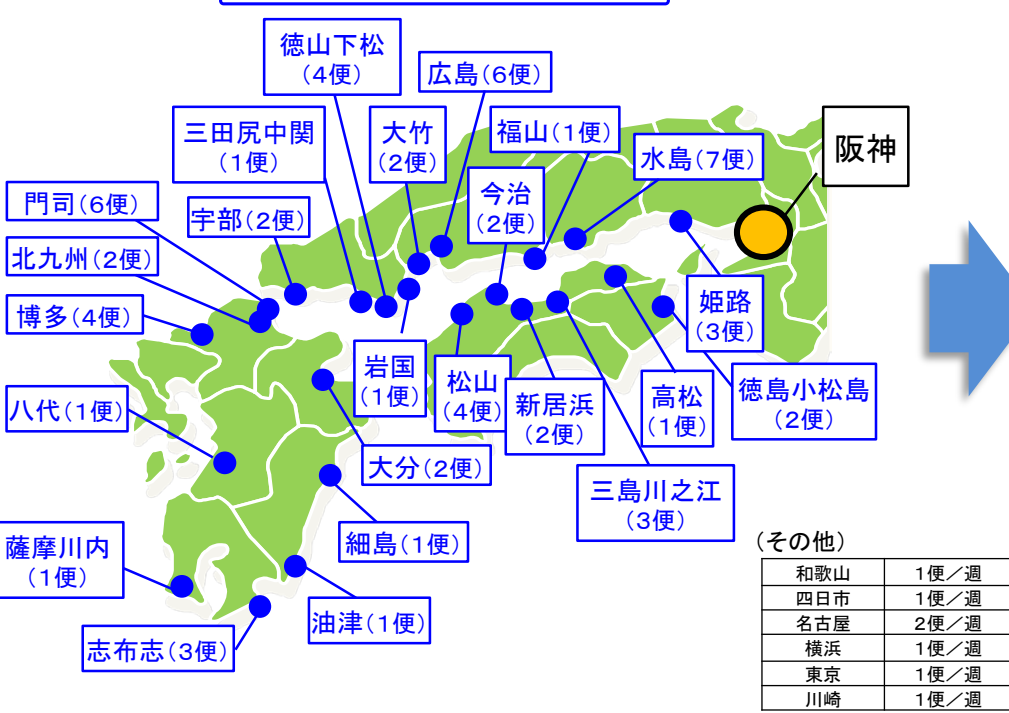 徳山下松
（4便）
広島（6便）
三田尻中関
（1便）
大竹
（2便）
福山（1便）
水島（7便）
阪神
今治
（2便）
門司（6便）
宇部（2便）
北九州（2便）
博多（4便）
姫路
（3便）
岩国
（1便）
松山
（4便）
新居浜
（2便）
高松
（1便）
徳島小松島
（2便）
八代（1便）
大分（2便）
三島川之江
（3便）
細島（1便）
薩摩川内
（1便）
油津（1便）
志布志（3便）
（その他）
和歌山 1便／週
四日市 1便／週
名古屋 2便／週
横浜 1便／週
東京 1便／週
川崎 1便／週